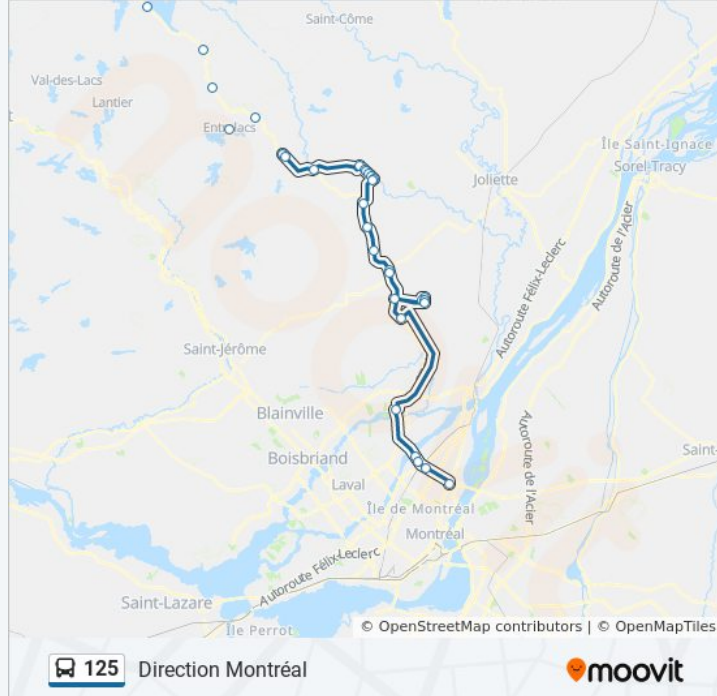 Saint-Côme
Val-des-Lacs
Lantier
Entrelacs
Île Saint-Ignace
Sorel-Tracy
Joliette
Autoroute de l'Acier
Autoroute Félix-Leclerc
Saint-Jérôme
Blainville
Autoroute de l'Acier
Boisbriand
Saint-
Laval
Île de Montréal
Montréal
Autoroute Félix-Leclerc
Saint-Lazare
Île Perrot
© OpenStreetMap contributors | © OpenMapTiles
125 Direction Montréal
moovit